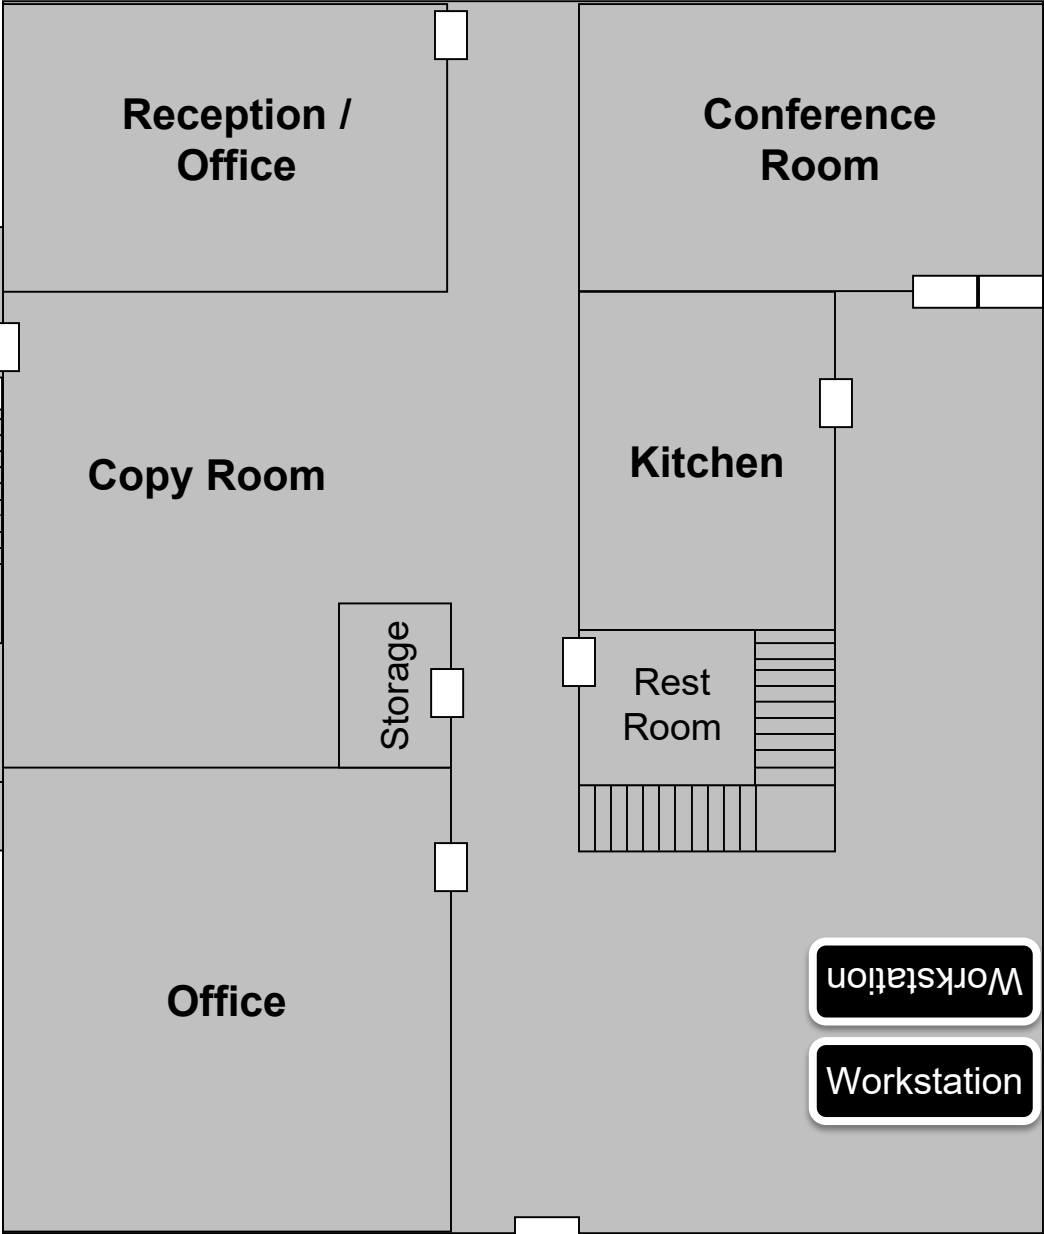 Reception /
Office
Conference
Room
Copy Room
Kitchen
Storage
Rest
Room
Office
Workstation
Workstation